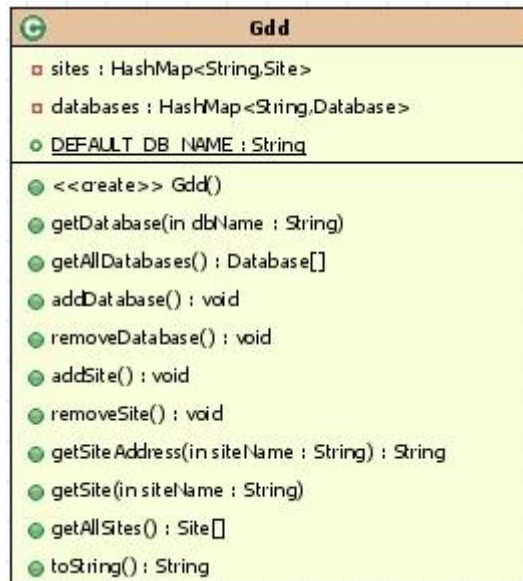 C Gdd
sites : HashMap<String,Site>
databases : HashMap<String,Database>
DEFAULT_DB_NAME : String
<<create>> Gdd()
getDatabase(in dbName : String)
getAllDatabases() : Database[]
addDatabase() : void
removeDatabase() : void
addSite() : void
removeSite() : void
getSiteAddress(in siteName : String) : String
getSite(in siteName : String)
getAllSites() : Site[]
toString() : String